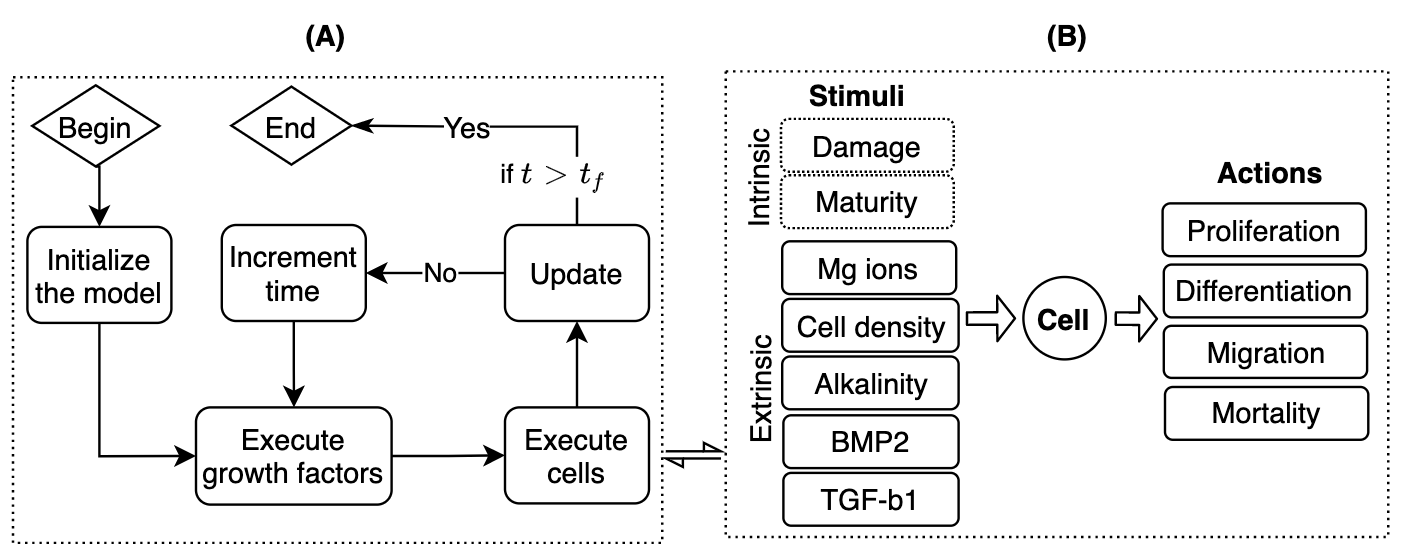 (A)
Begin
End
Yes
if t > t_f
Initialize
the model
Increment
time
No
Update
Execute
growth factors
Execute
cells
(B)
Stimuli
Intrinsic
Damage
Maturity
Extrinsic
Mg ions
Cell density
Alkalinity
BMP2
TGF-b1
Cell
Actions
Proliferation
Differentiation
Migration
Mortality